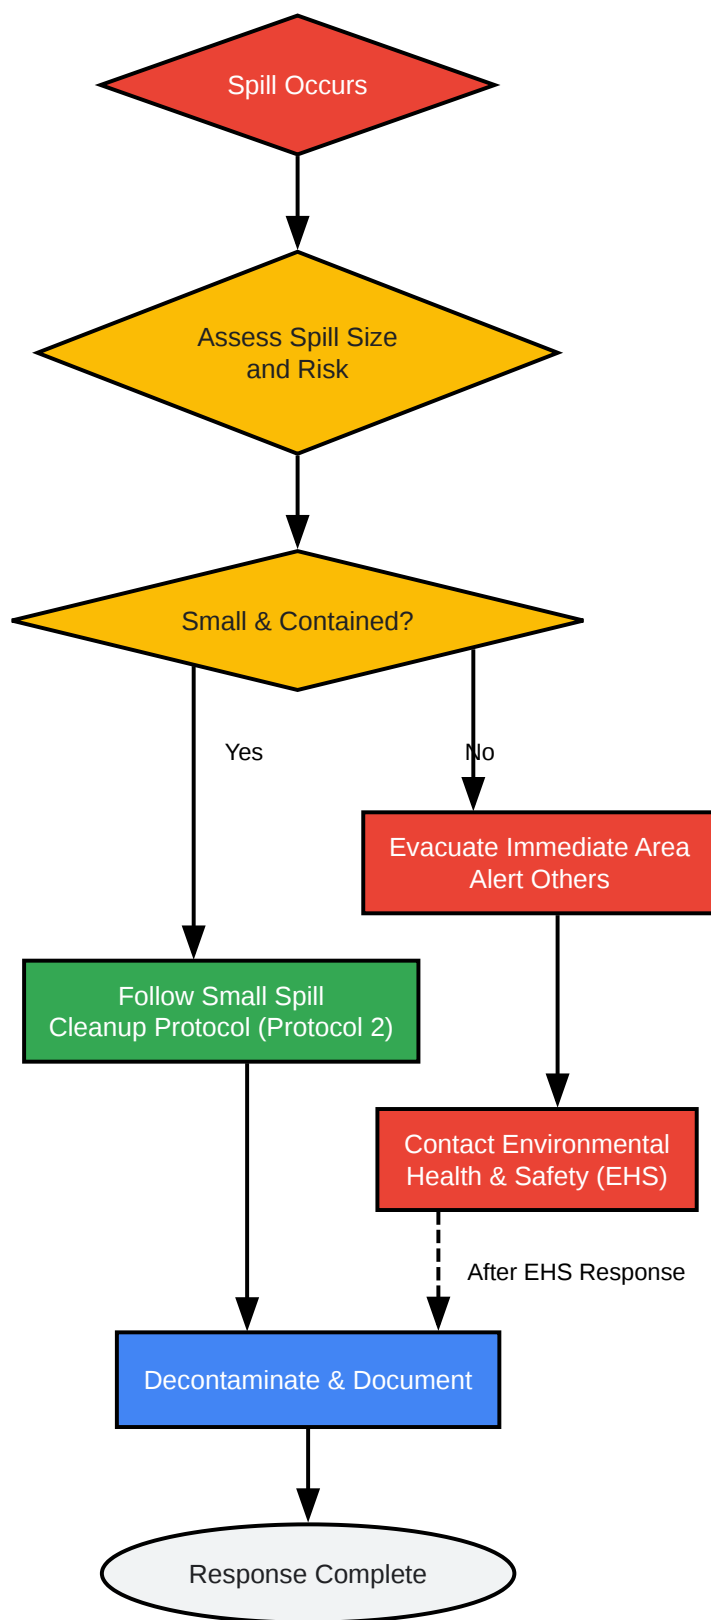 Spill Occurs
Assess Spill Size
and Risk
Small & Contained?
Yes
No
Evacuate Immediate Area
Alert Others
Follow Small Spill
Cleanup Protocol (Protocol 2)
Contact Environmental
Health & Safety (EHS)
After EHS Response
Decontaminate & Document
Response Complete